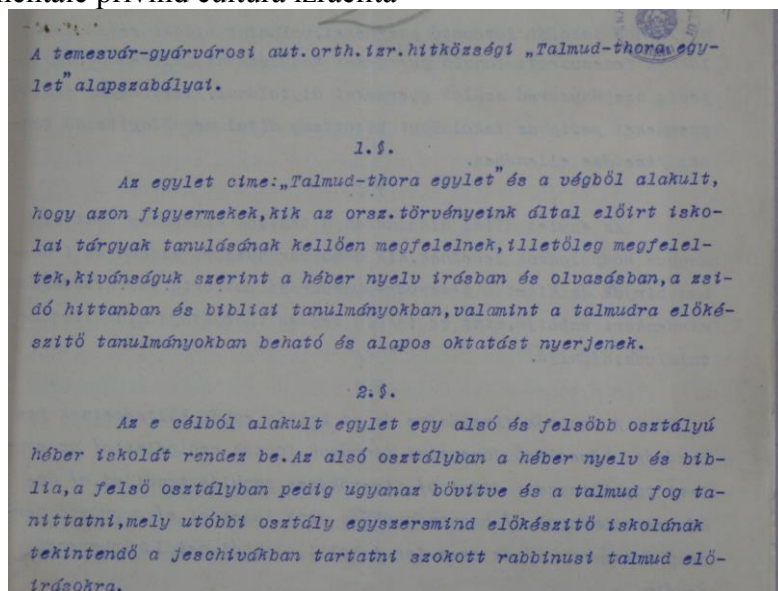 mentale privind cultura izraelită
A temesvár-gyárvárosi aut.orth.izr.hitközségi „Talmud-thora egy-
let” alapszabályai.
1.§.
Az egylet cime:„Talmud-thora egylet” és a végből alakult,
hogy azon figyermekek,kik az orsz.törvényeink által előirt isko-
lai tárgyak tanulásának kellően megfelelnek,illetőleg megfelel-
tek,kivánságuk szerint a héber nyelv irásban és olvasásban,a zsi-
dó hittanban és bibliai tanulmányokban,valamint a talmudra előké-
szitő tanulmányokban beható és alapos oktatást nyerjenek.
2.§.
Az e célból alakult egylet egy alsó és felsőbb osztályú
héber iskolát rendez be.Az alsó osztályban a héber nyelv és bib-
lia,a felső osztályban pedig ugyanaz bővitve és a talmud fog ta-
nittatni,mely utóbbi osztály egyszersmind előkészitő iskolának
tekintendő a jeschivákban tartatni szokott rabbinusi talmud elő-
irásokra.